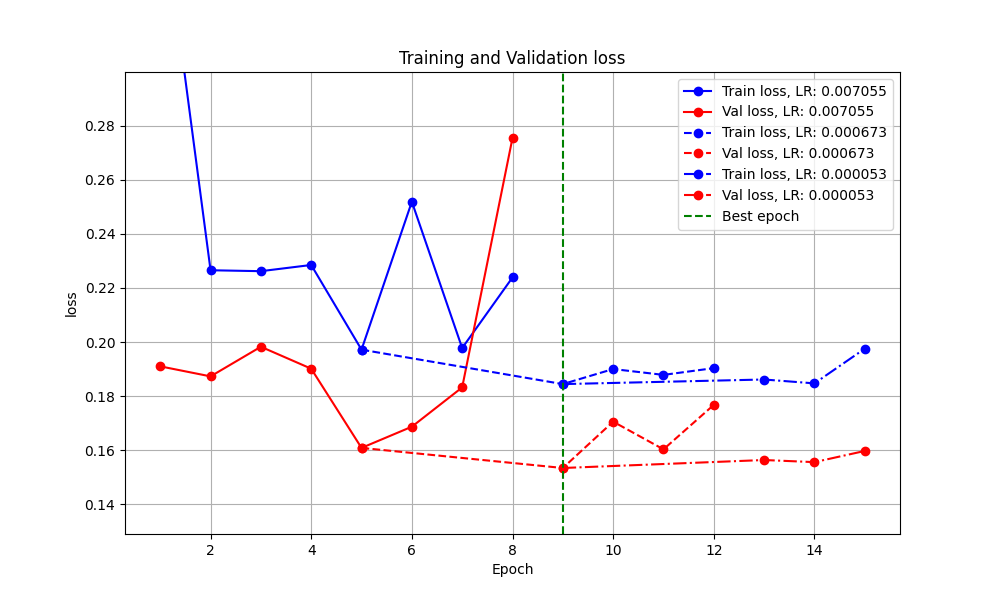 Training and Validation loss
Train loss, LR: 0.007055
Val loss, LR: 0.007055
Train loss, LR: 0.000673
Val loss, LR: 0.000673
Train loss, LR: 0.000053
Val loss, LR: 0.000053
Best epoch
loss
0.28
0.26
0.24
0.22
0.20
0.18
0.16
0.14
2 4 6 8 10 12 14
Epoch